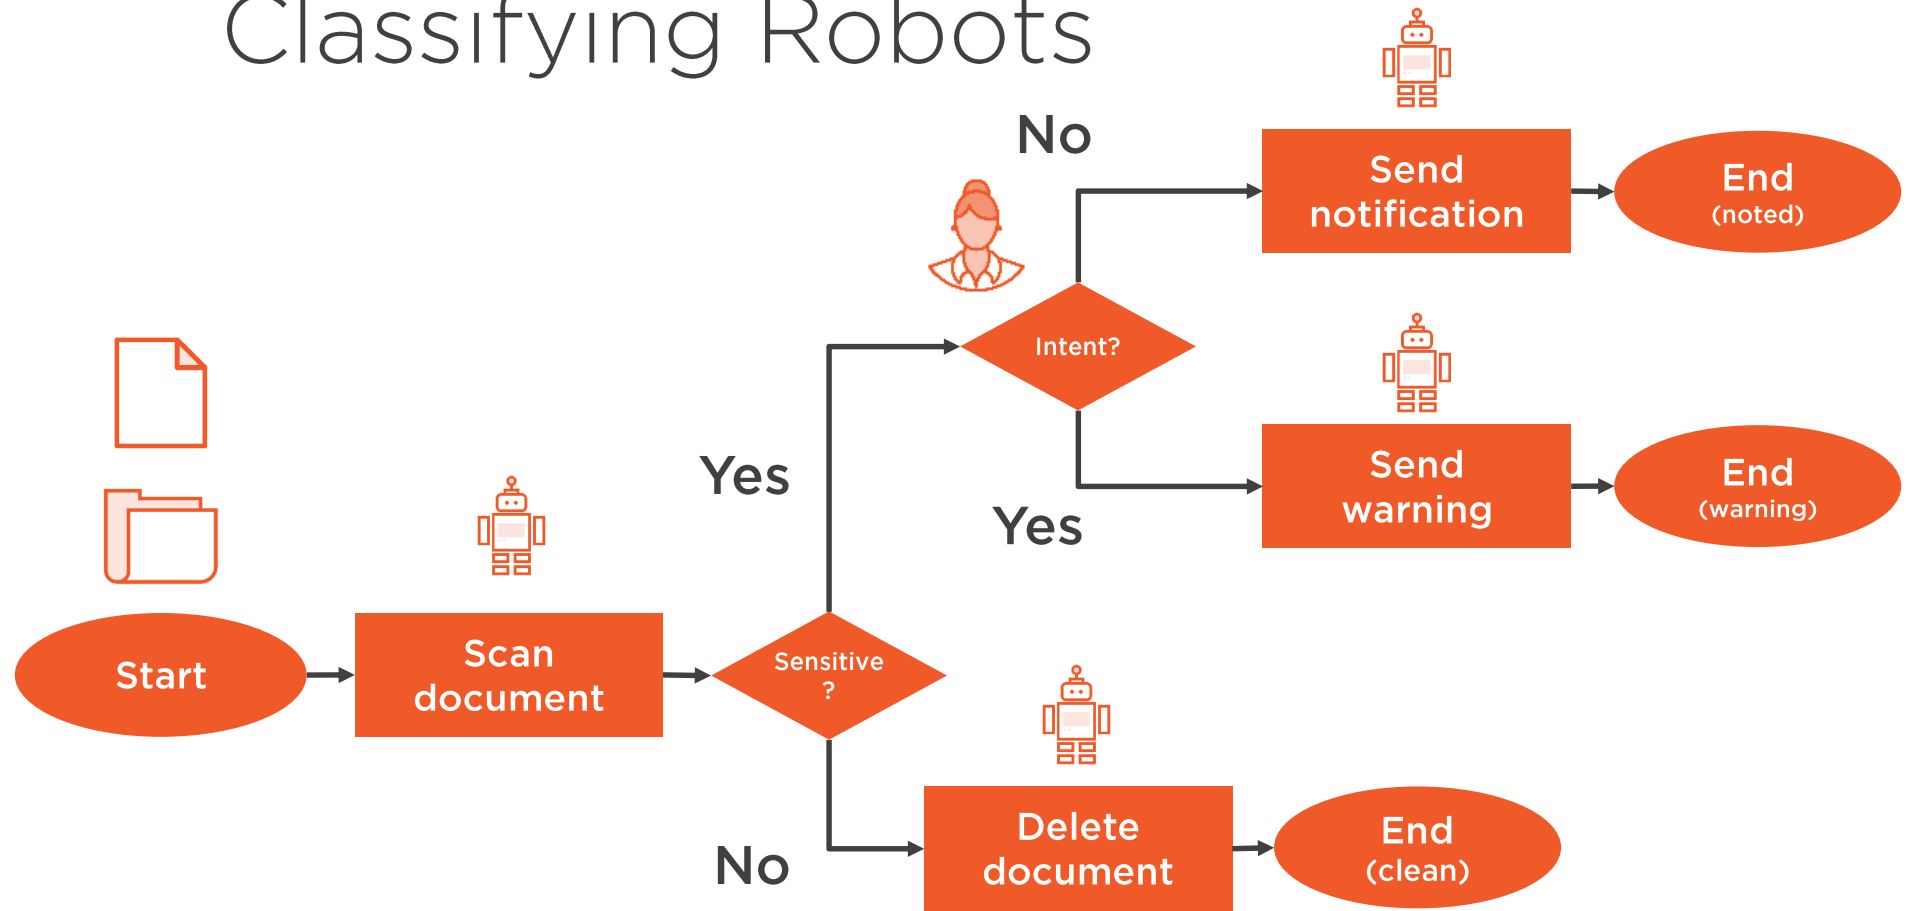 Classifying Robots
No
Send
notification
End
(noted)
Intent?
Yes
Send
warning
End
(warning)
Yes
Start
Scan
document
Sensitive
?
No
Delete
document
End
(clean)